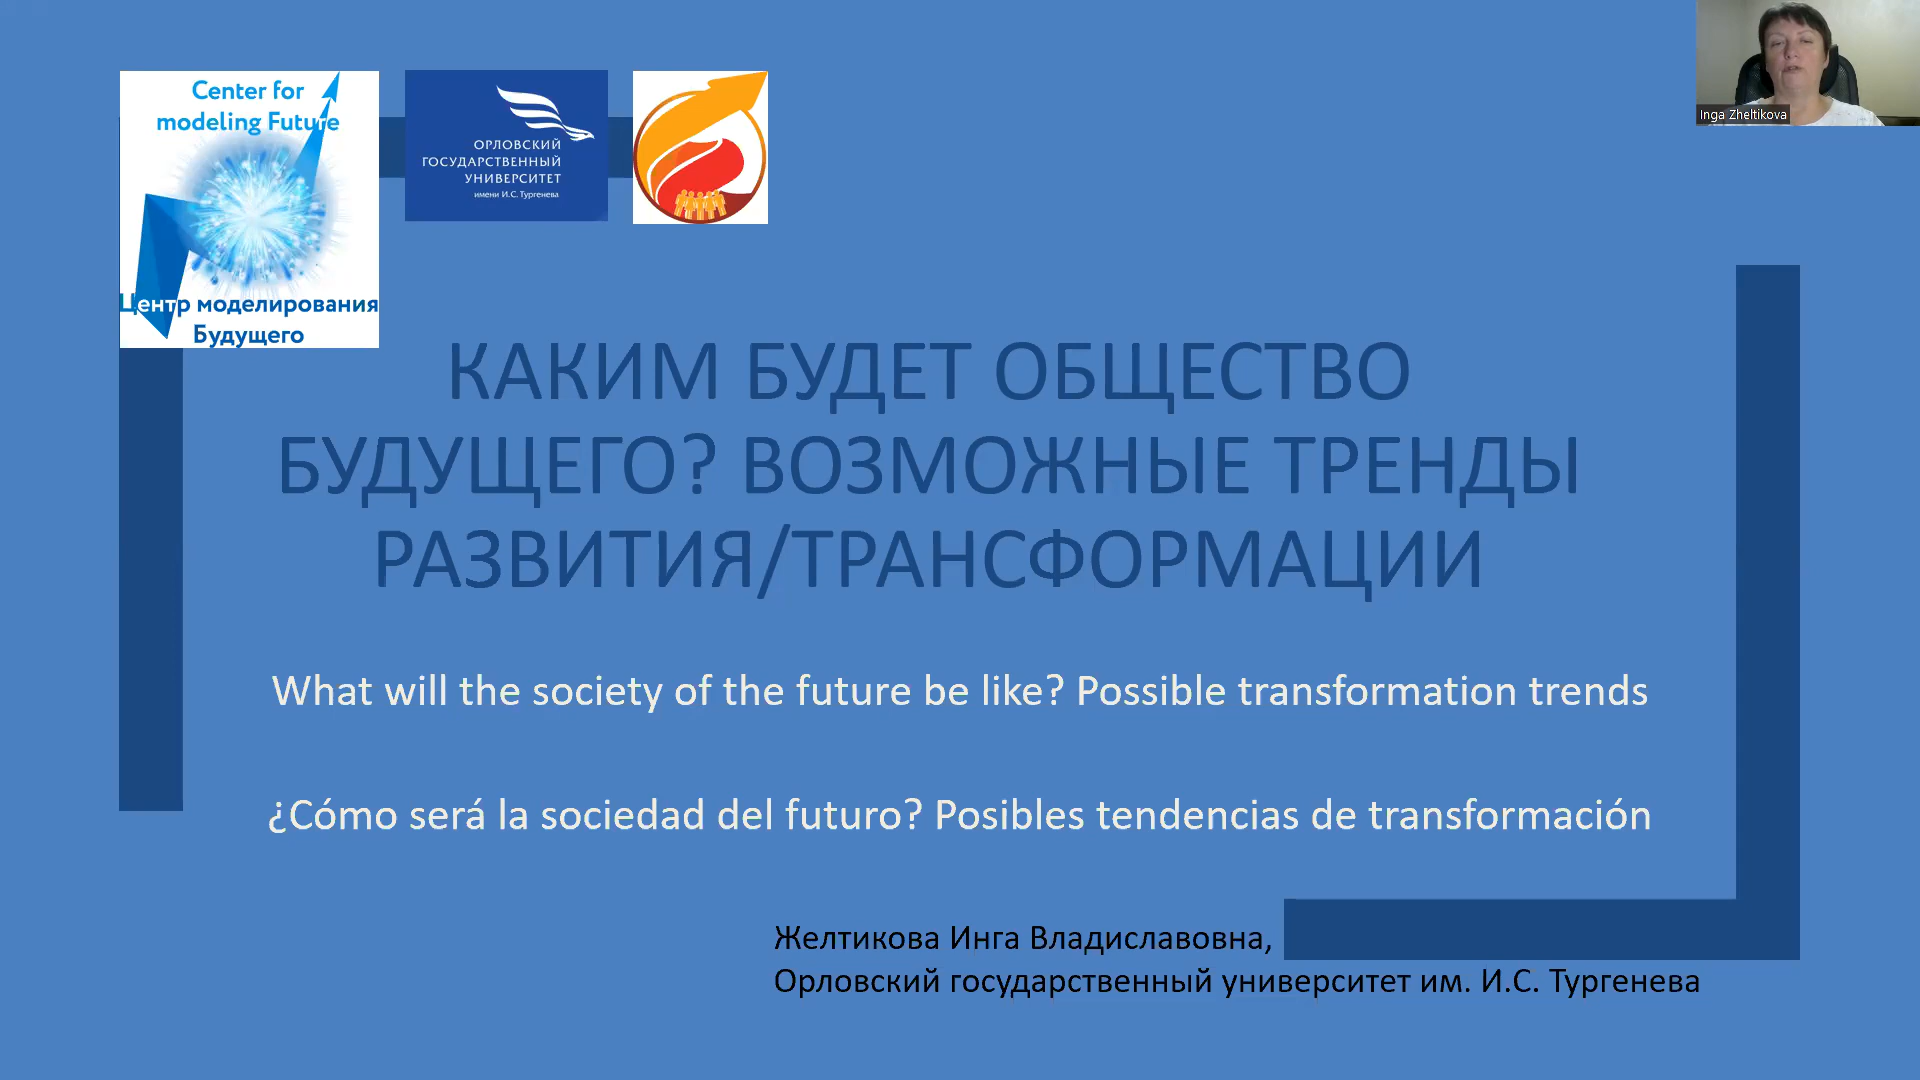 Center for
modeling Future
Центр моделирования
Будущего
ОРЛОВСКИЙ
ГОСУДАРСТВЕННЫЙ
УНИВЕРСИТЕТ
имени И.С. Тургенева
Inga Zheltikova
КАКИМ БУДЕТ ОБЩЕСТВО
БУДУЩЕГО? ВОЗМОЖНЫЕ ТРЕНДЫ
РАЗВИТИЯ/ТРАНСФОРМАЦИИ
What will the society of the future be like? Possible transformation trends
¿Cómo será la sociedad del futuro? Posibles tendencias de transformación
Желтикова Инга Владиславовна,
Орловский государственный университет им. И.С. Тургенева